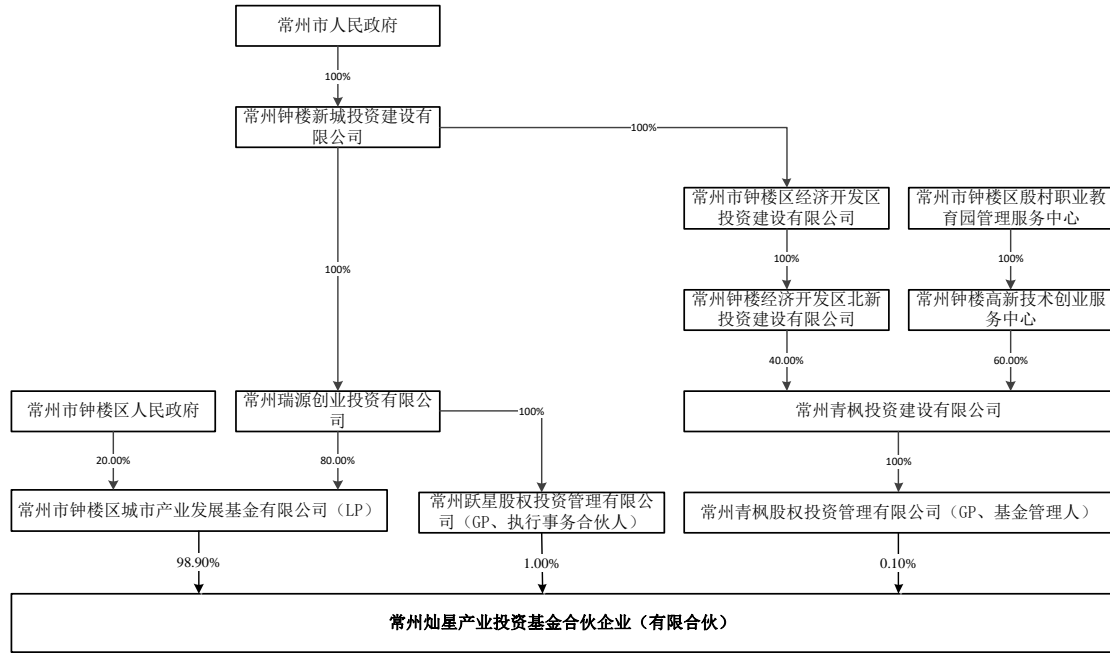 常州市人民政府
100%
常州钟楼新城投资建设有
限公司
100%
常州市钟楼区经济开发区
投资建设有限公司
常州市钟楼区殷村职业教
育园管理服务中心
100%
100%
100%
常州钟楼经济开发区北新
投资建设有限公司
常州钟楼高新技术创业服
务中心
40.00%
60.00%
常州市钟楼区人民政府
常州瑞源创业投资有限公
司
100%
常州青枫投资建设有限公司
20.00%
80.00%
100%
常州市钟楼区城市产业发展基金有限公司（LP）
常州跃星股权投资管理有限公
司（GP、执行事务合伙人）
常州青枫股权投资管理有限公司（GP、基金管理人）
98.90%
1.00%
0.10%
常州灿星产业投资基金合伙企业（有限合伙）